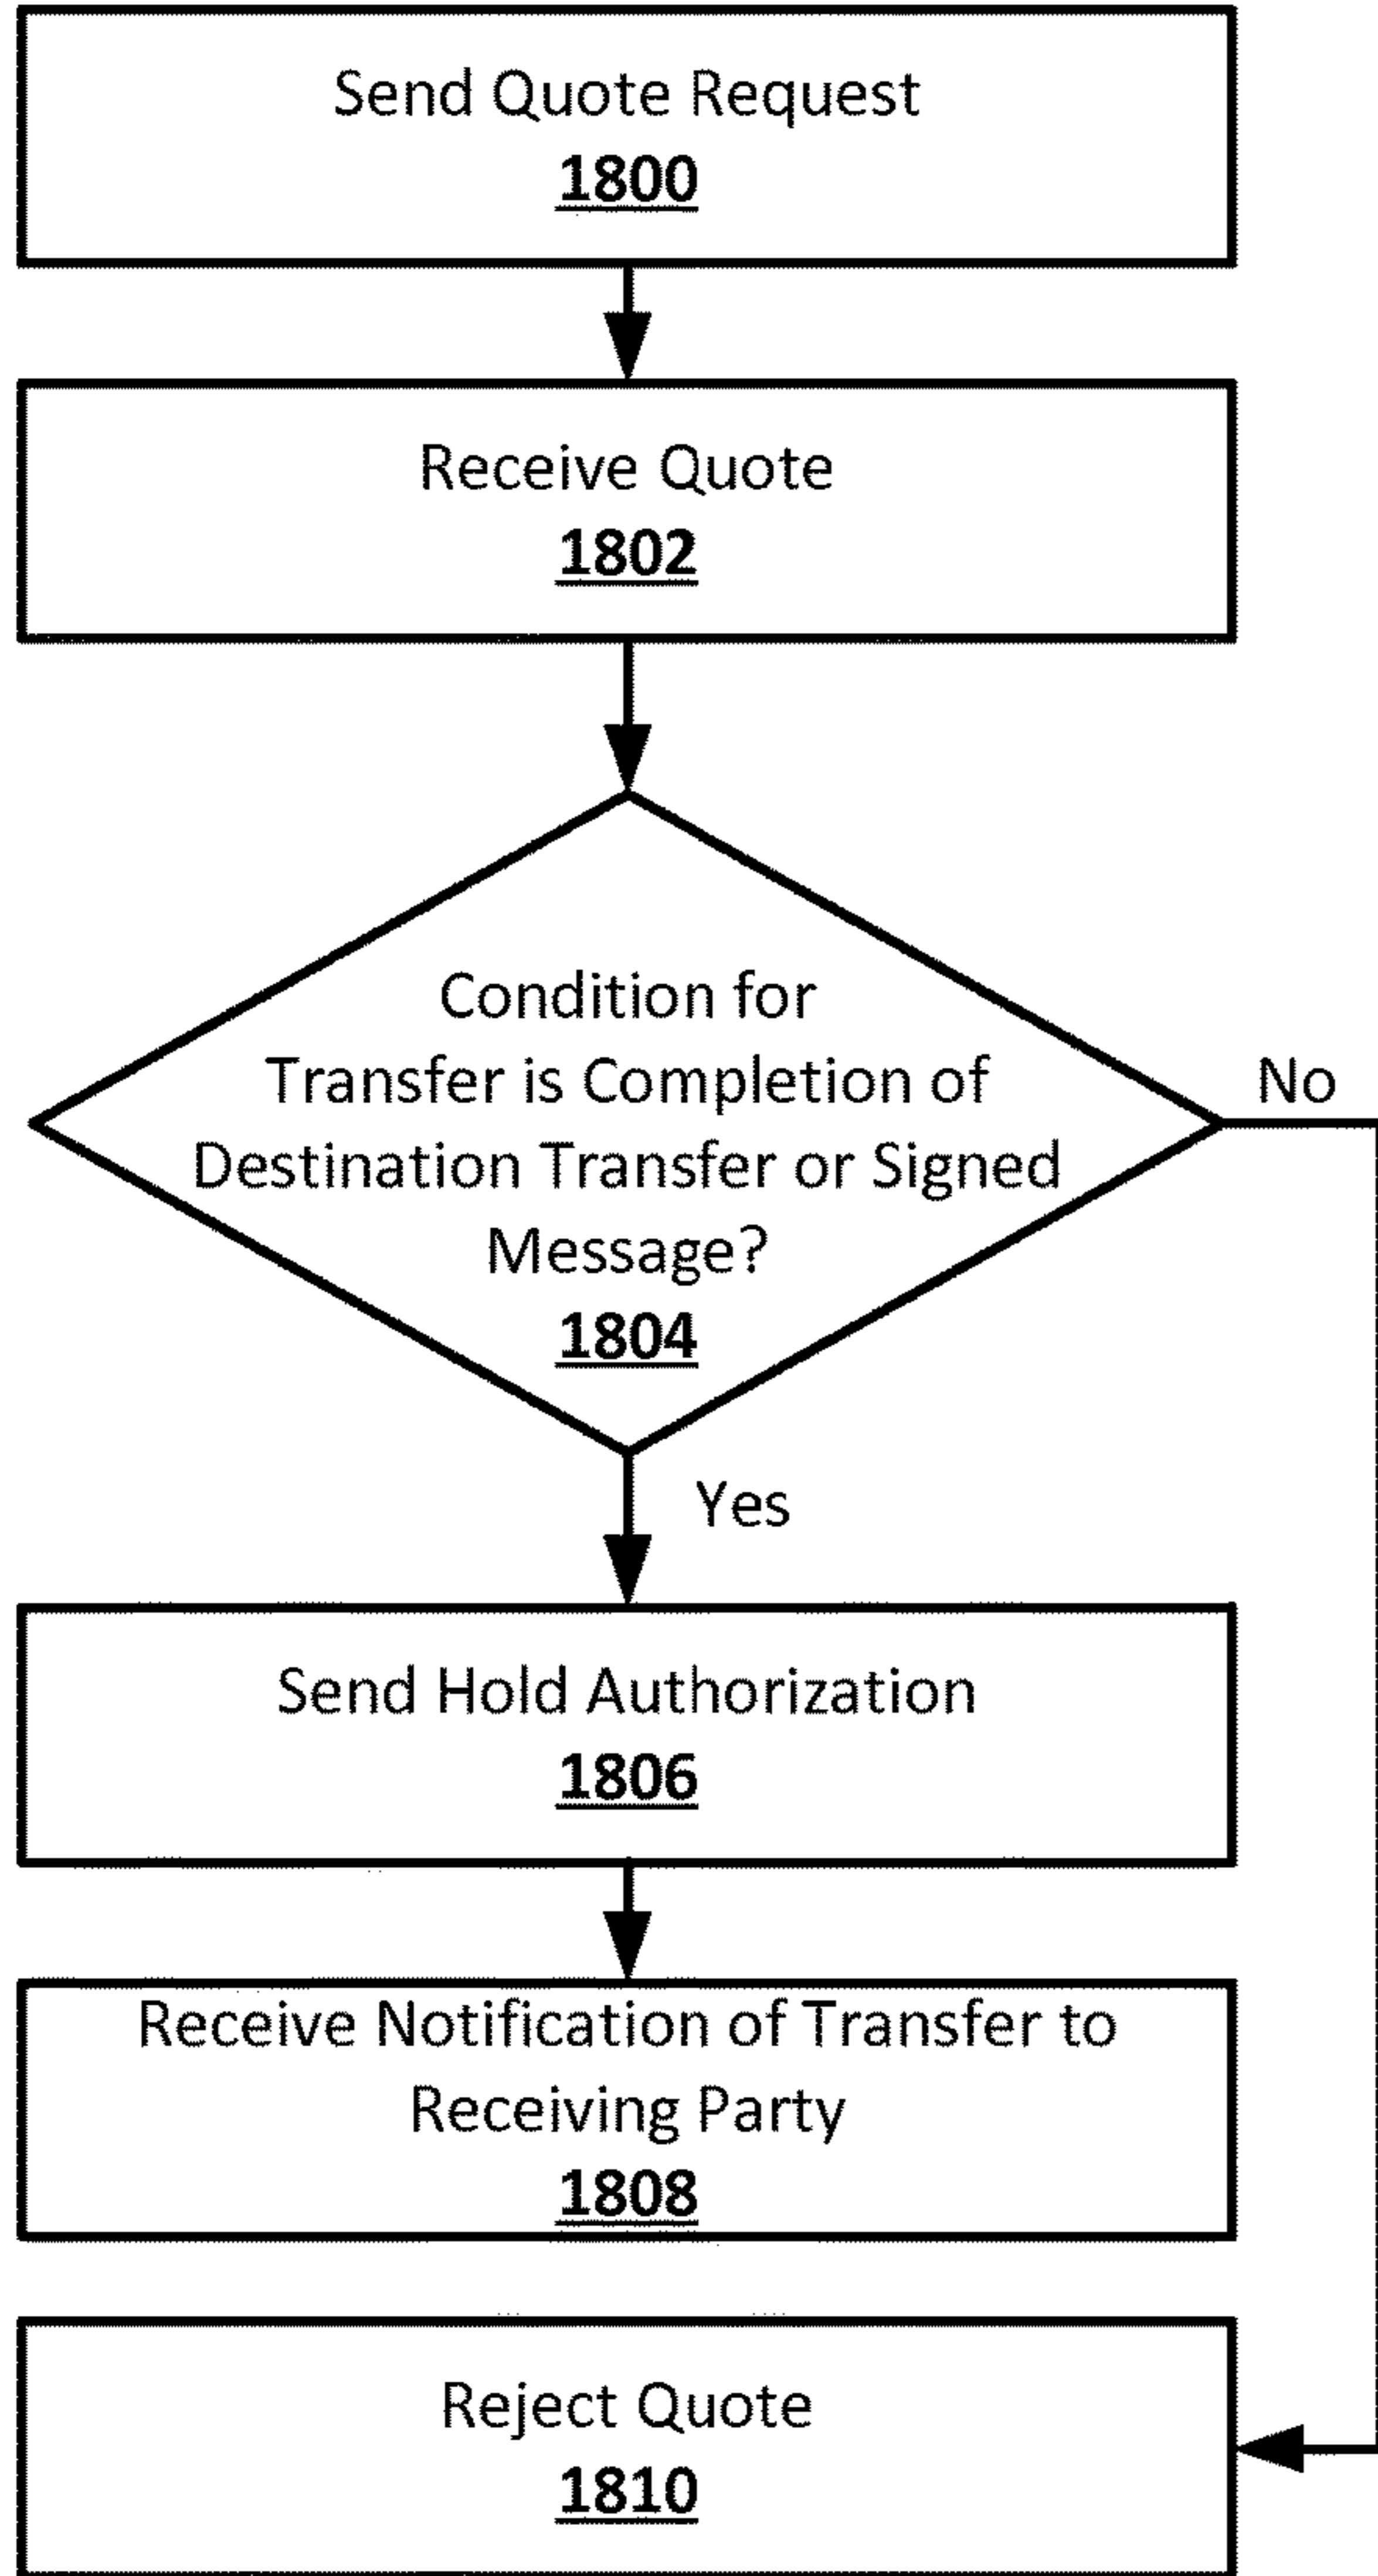 Send Quote Request
1800
Receive Quote
1802
Condition for
Transfer is Completion of
Destination Transfer or Signed
Message?
1804
No
Yes
Send Hold Authorization
1806
Receive Notification of Transfer to
Receiving Party
1808
Reject Quote
1810